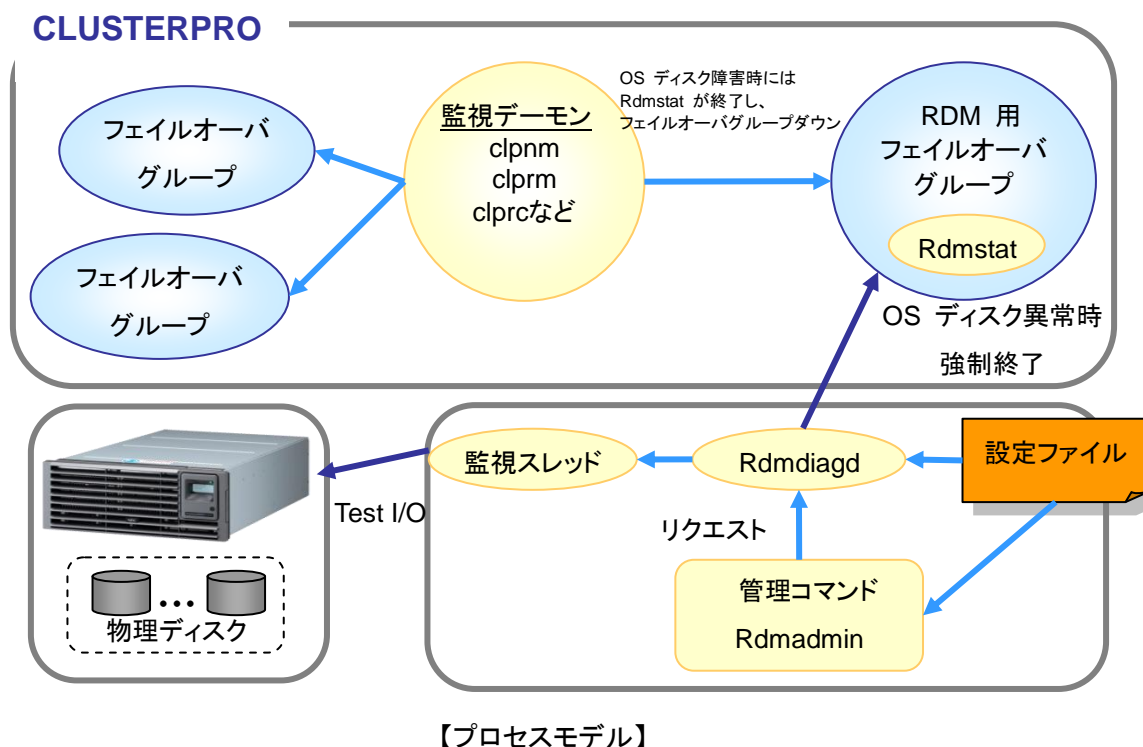 CLUSTERPRO
フェイルオーバ
グループ
フェイルオーバ
グループ
監視デーモン
clpnm
clprm
clprcなど
OS ディスク障害時には
Rdmstat が終了し、
フェイルオーバグループダウン
RDM 用
フェイルオーバ
グループ
Rdmstat
OS ディスク異常時
強制終了
Test I/O
物理ディスク
監視スレッド
Rdmdiagd
設定ファイル
リクエスト
管理コマンド
Rdmadmin
【プロセスモデル】